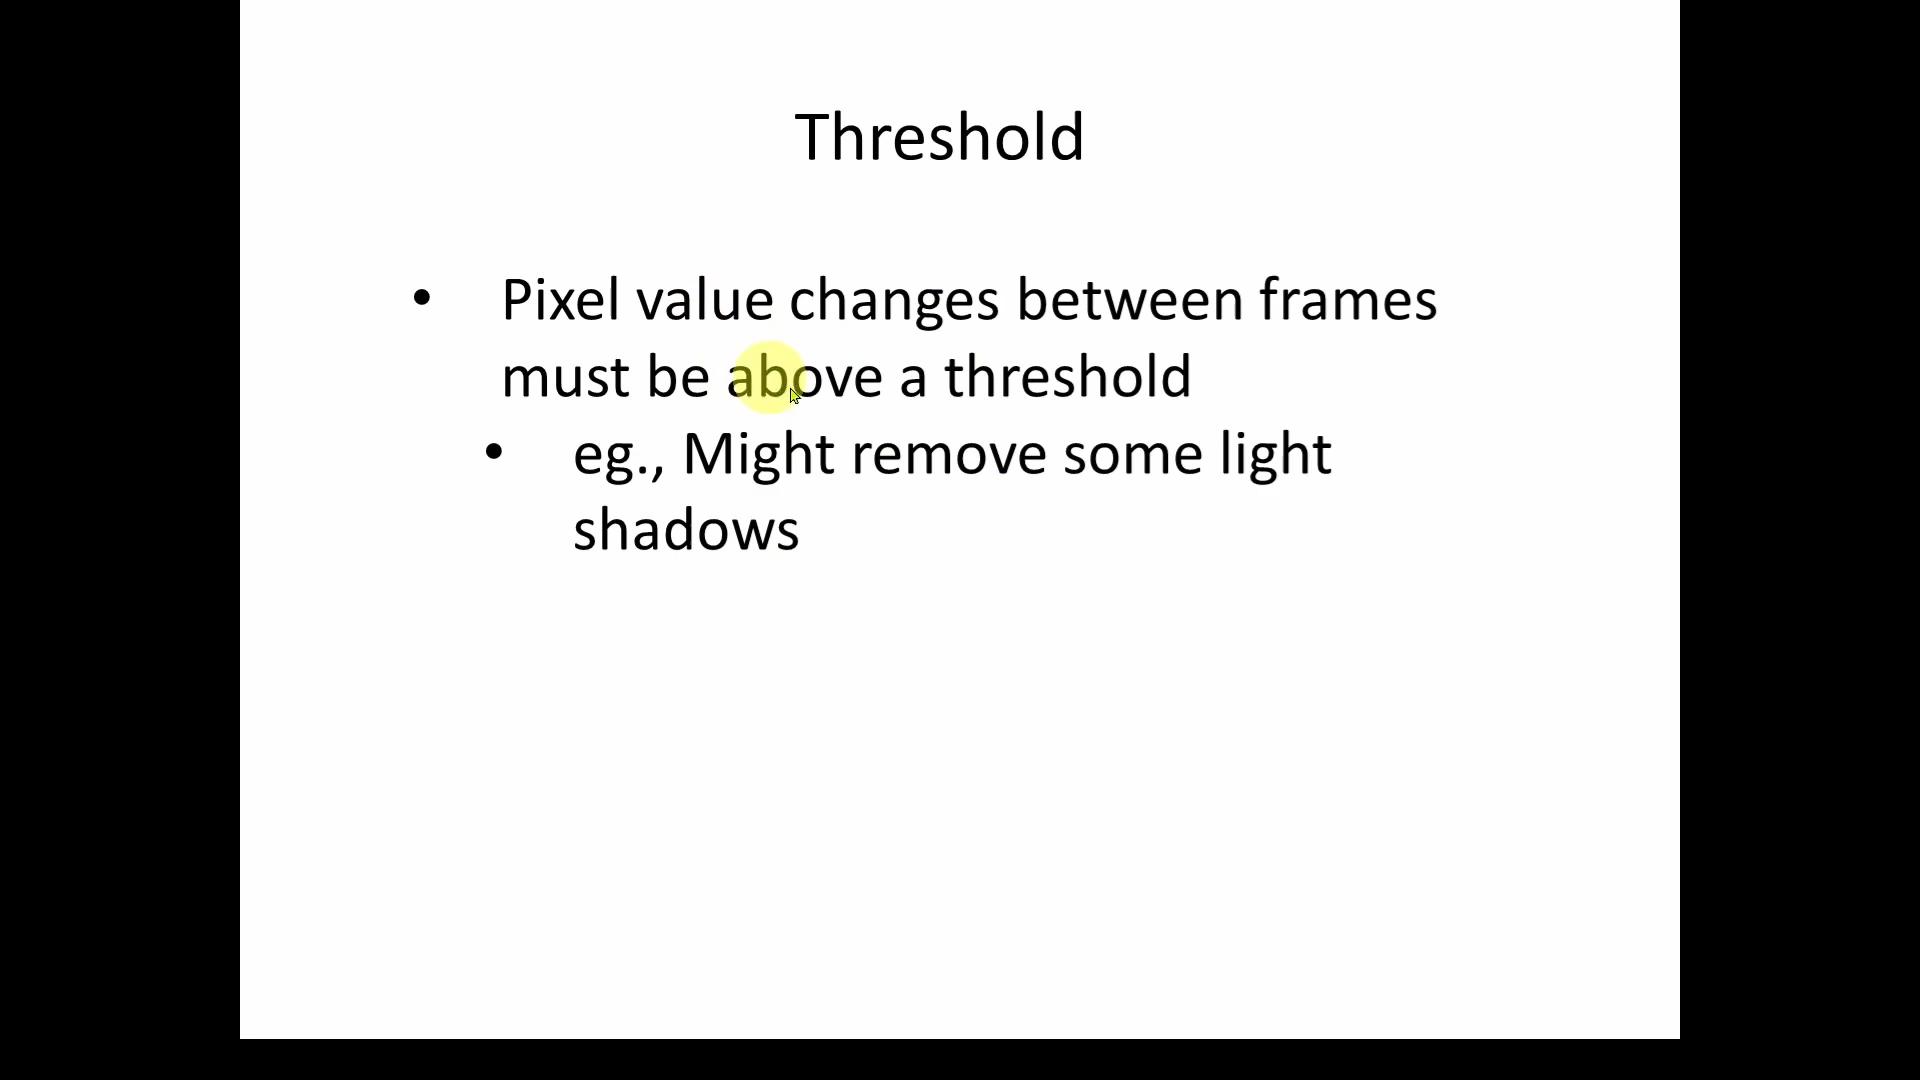 Threshold
• Pixel value changes between frames
must be above a threshold
• eg., Might remove some light
shadows